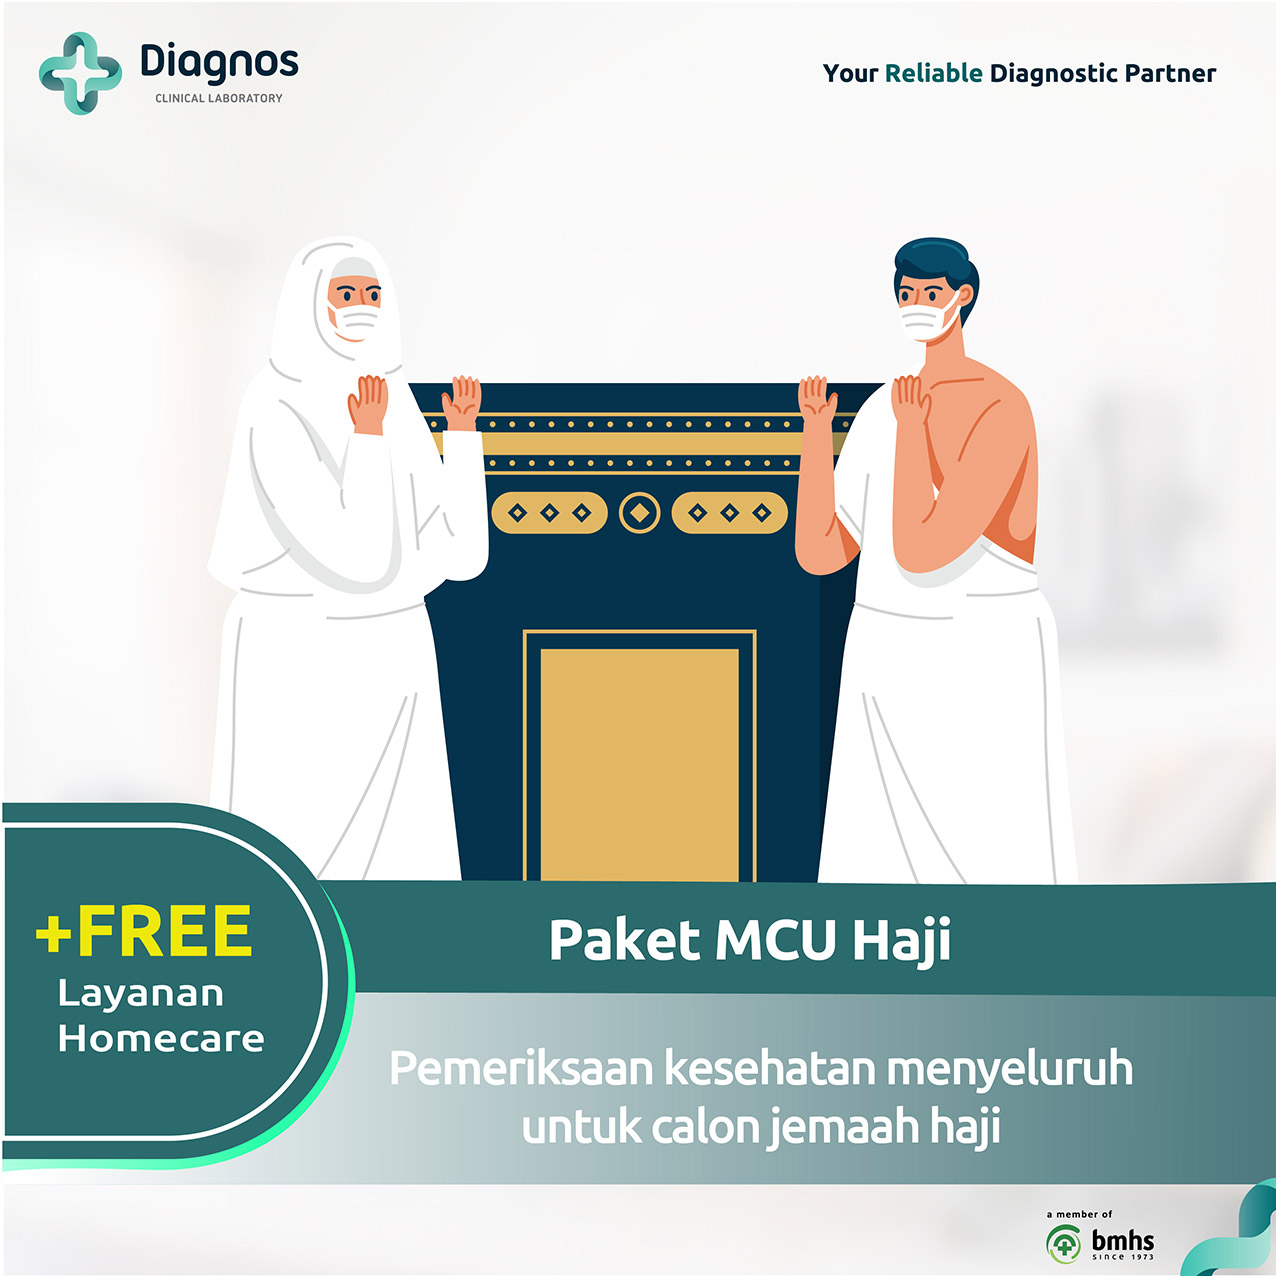 Diagnos
CLINICAL LABORATORY
Your Reliable Diagnostic Partner
+FREE
Layanan
Homecare
Paket MCU Haji
Pemeriksaan kesehatan menyeluruh
untuk calon jemaah haji
a member of
bmhs
since 1973